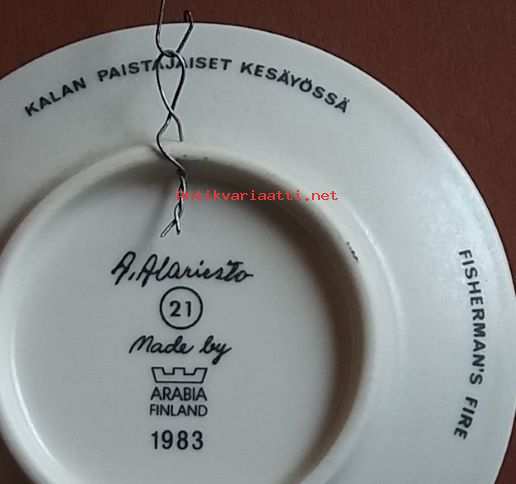 KALAN PAISTAJAISET KESÄYÖSSÄ
Antikvariaatti.net
FISHERMAN'S FIRE
A. Alariesto
21
Made by
ARABIA
FINLAND
1983